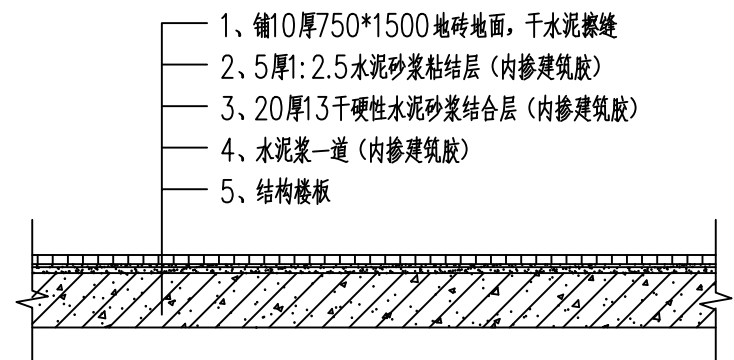 1、铺10厚750*1500地砖地面，干水泥擦缝
2、5厚1:2.5水泥砂浆粘结层（内掺建筑胶）
3、20厚13干硬性水泥砂浆结合层（内掺建筑胶）
4、水泥浆一道（内掺建筑胶）
5、结构楼板